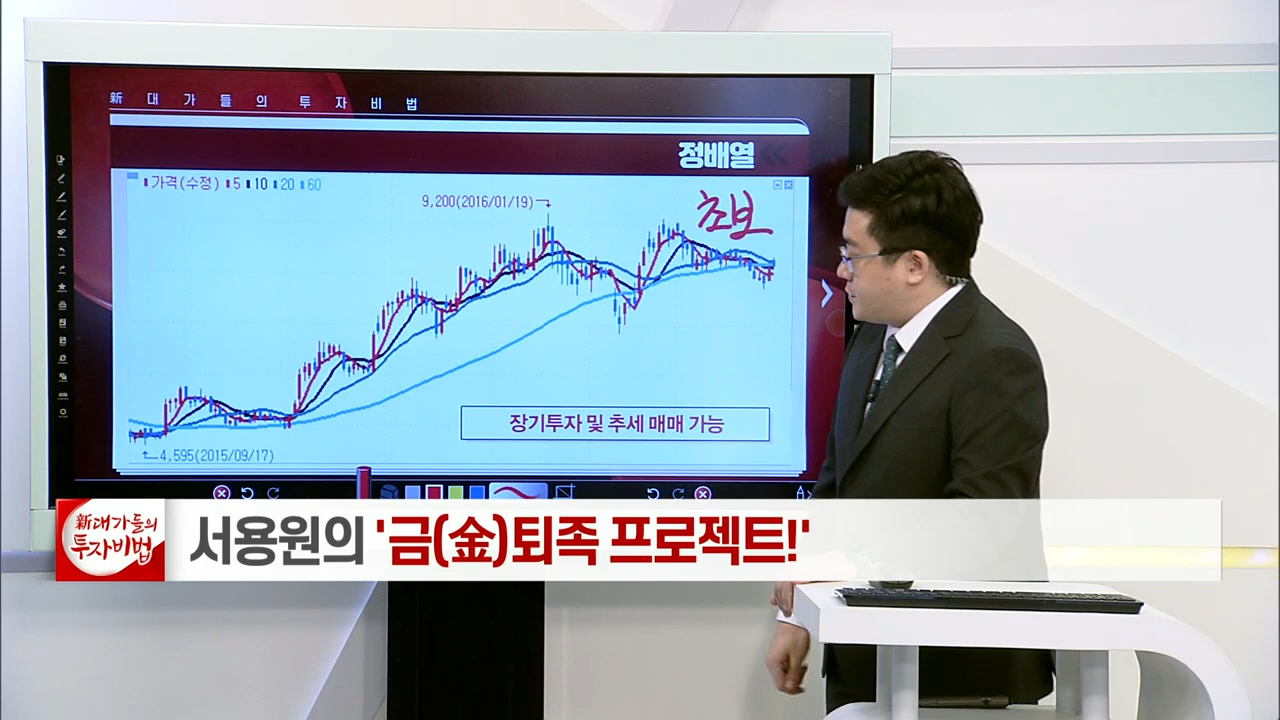 新 대 가 들 의 투 자 비 법
정배열
가격(수정) 5 10 20 60
9,200(2016/01/19)
초보
장기투자 및 추세 매매 가능
4,595(2015/09/17)
新대가들의
투자비법
서용원의 '금(金)퇴족 프로젝트!'